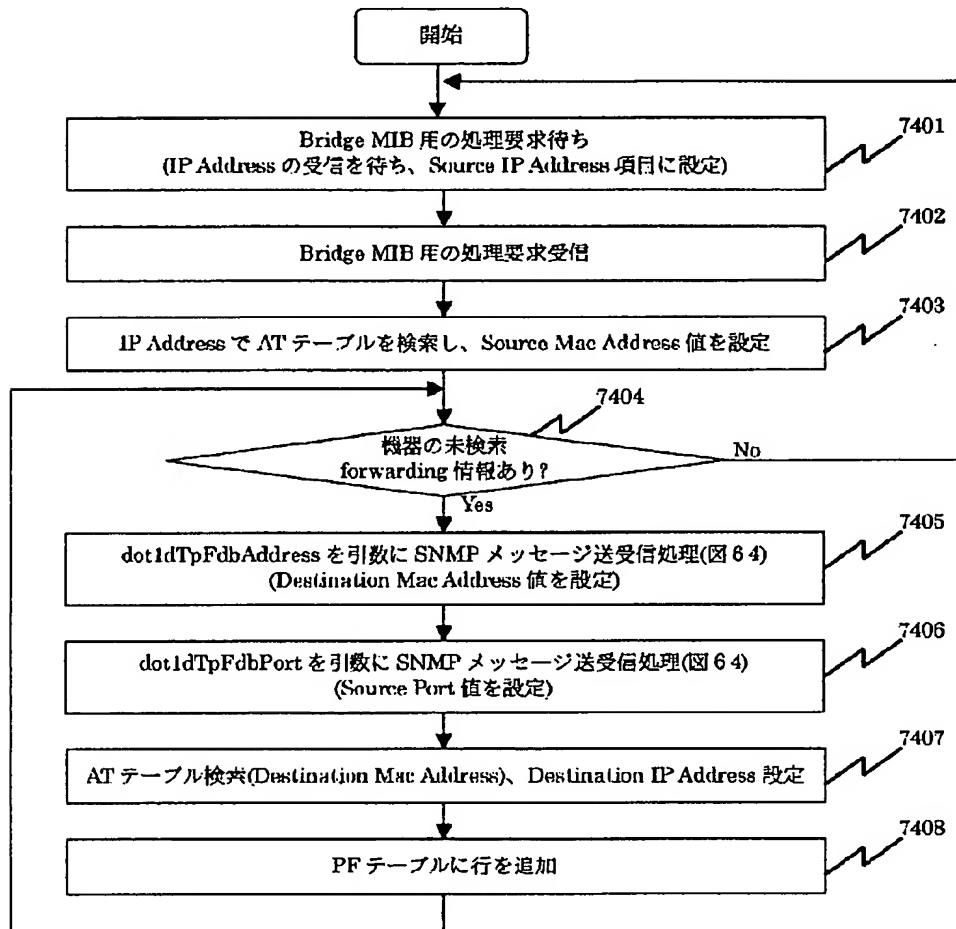 開始
Bridge MIB 用の処理要求待ち
(IP Address の受信を待ち、Source IP Address 項目に設定)
7401
Bridge MIB 用の処理要求受信
7402
IP Address で AT テーブルを検索し、Source Mac Address 値を設定
7403
機器の未検索
forwarding 情報あり?
7404
No
Yes
dot1dTpFdbAddress を引数に SNMP メッセージ送受信処理(図64)
(Destination Mac Address 値を設定)
7405
dot1dTpFdbPort を引数に SNMP メッセージ送受信処理(図64)
(Source Port 値を設定)
7406
AT テーブル検索(Destination Mac Address)、Destination IP Address 設定
7407
PF テーブルに行を追加
7408